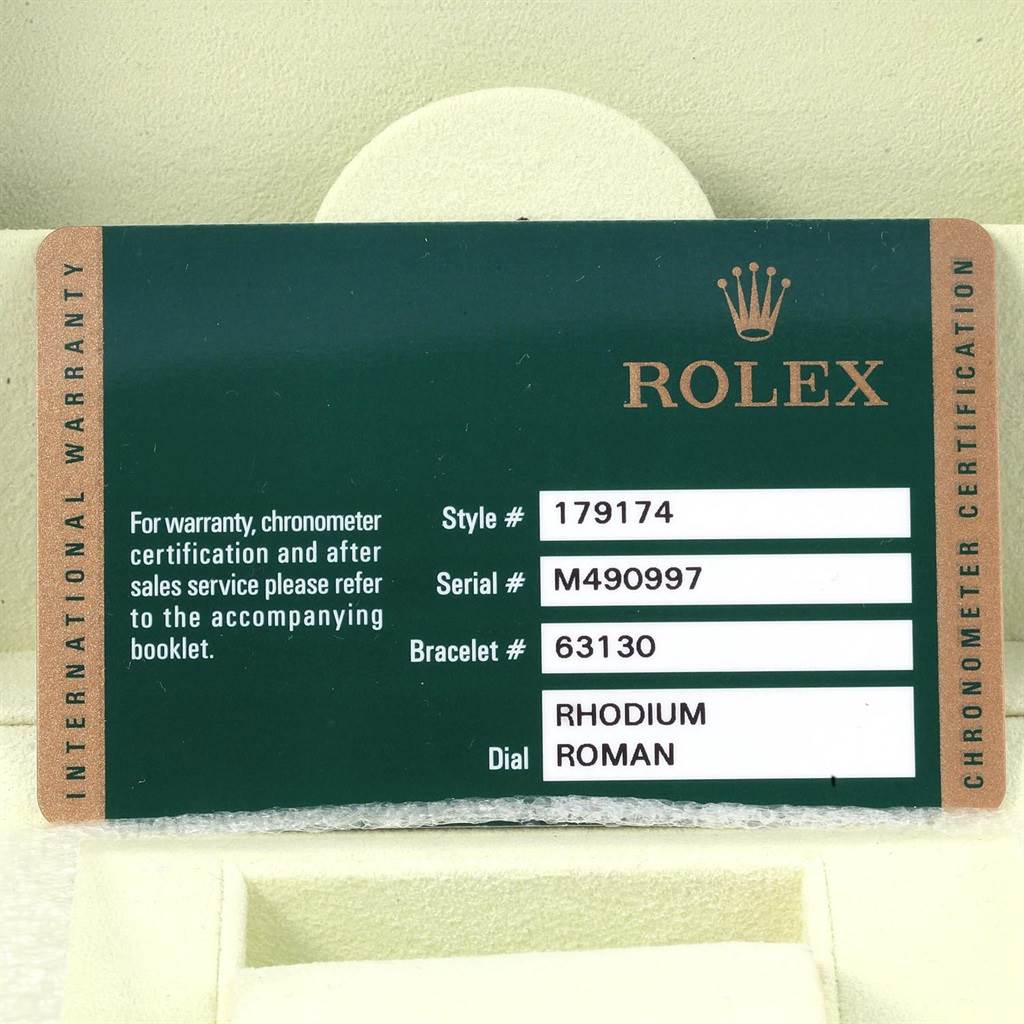 INTERNATIONAL WARRANTY
ROLEX
For warranty, chronometer
certification and after
sales service please refer
to the accompanying
booklet.
Style # 179174
Serial # M490997
Bracelet # 63130
Dial RHODIUM
ROMAN
CHRONOMETER CERTIFICATION